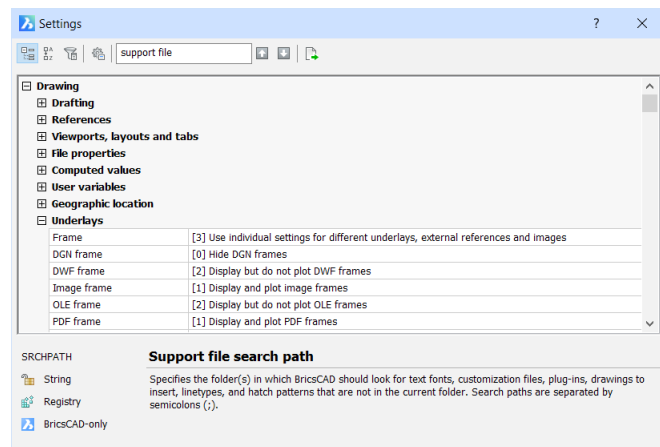 Settings
support file
Drawing
Drafting
References
Viewports, layouts and tabs
File properties
Computed values
User variables
Geographic location
Underlays
Frame [3] Use individual settings for different underlays, external references and images
DGN frame [0] Hide DGN frames
DWF frame [2] Display but do not plot DWF frames
Image frame [1] Display and plot image frames
OLE frame [2] Display but do not plot OLE frames
PDF frame [1] Display and plot PDF frames
SRCHPATH
String
Registry
BricsCAD-only
Support file search path
Specifies the folder(s) in which BricsCAD should look for text fonts, customization files, plug-ins, drawings to
insert, linetypes, and hatch patterns that are not in the current folder. Search paths are separated by
semicolons (;).